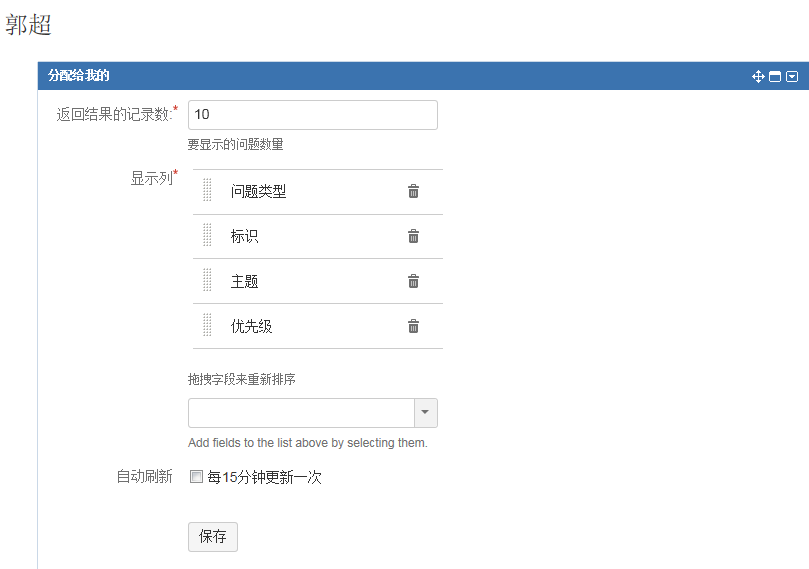 郭超
分配给我的
返回结果的记录数:* 10
要显示的问题数量
显示列*
问题类型
标识
主题
优先级
拖拽字段来重新排序
Add fields to the list above by selecting them.
自动刷新 每15分钟更新一次
保存